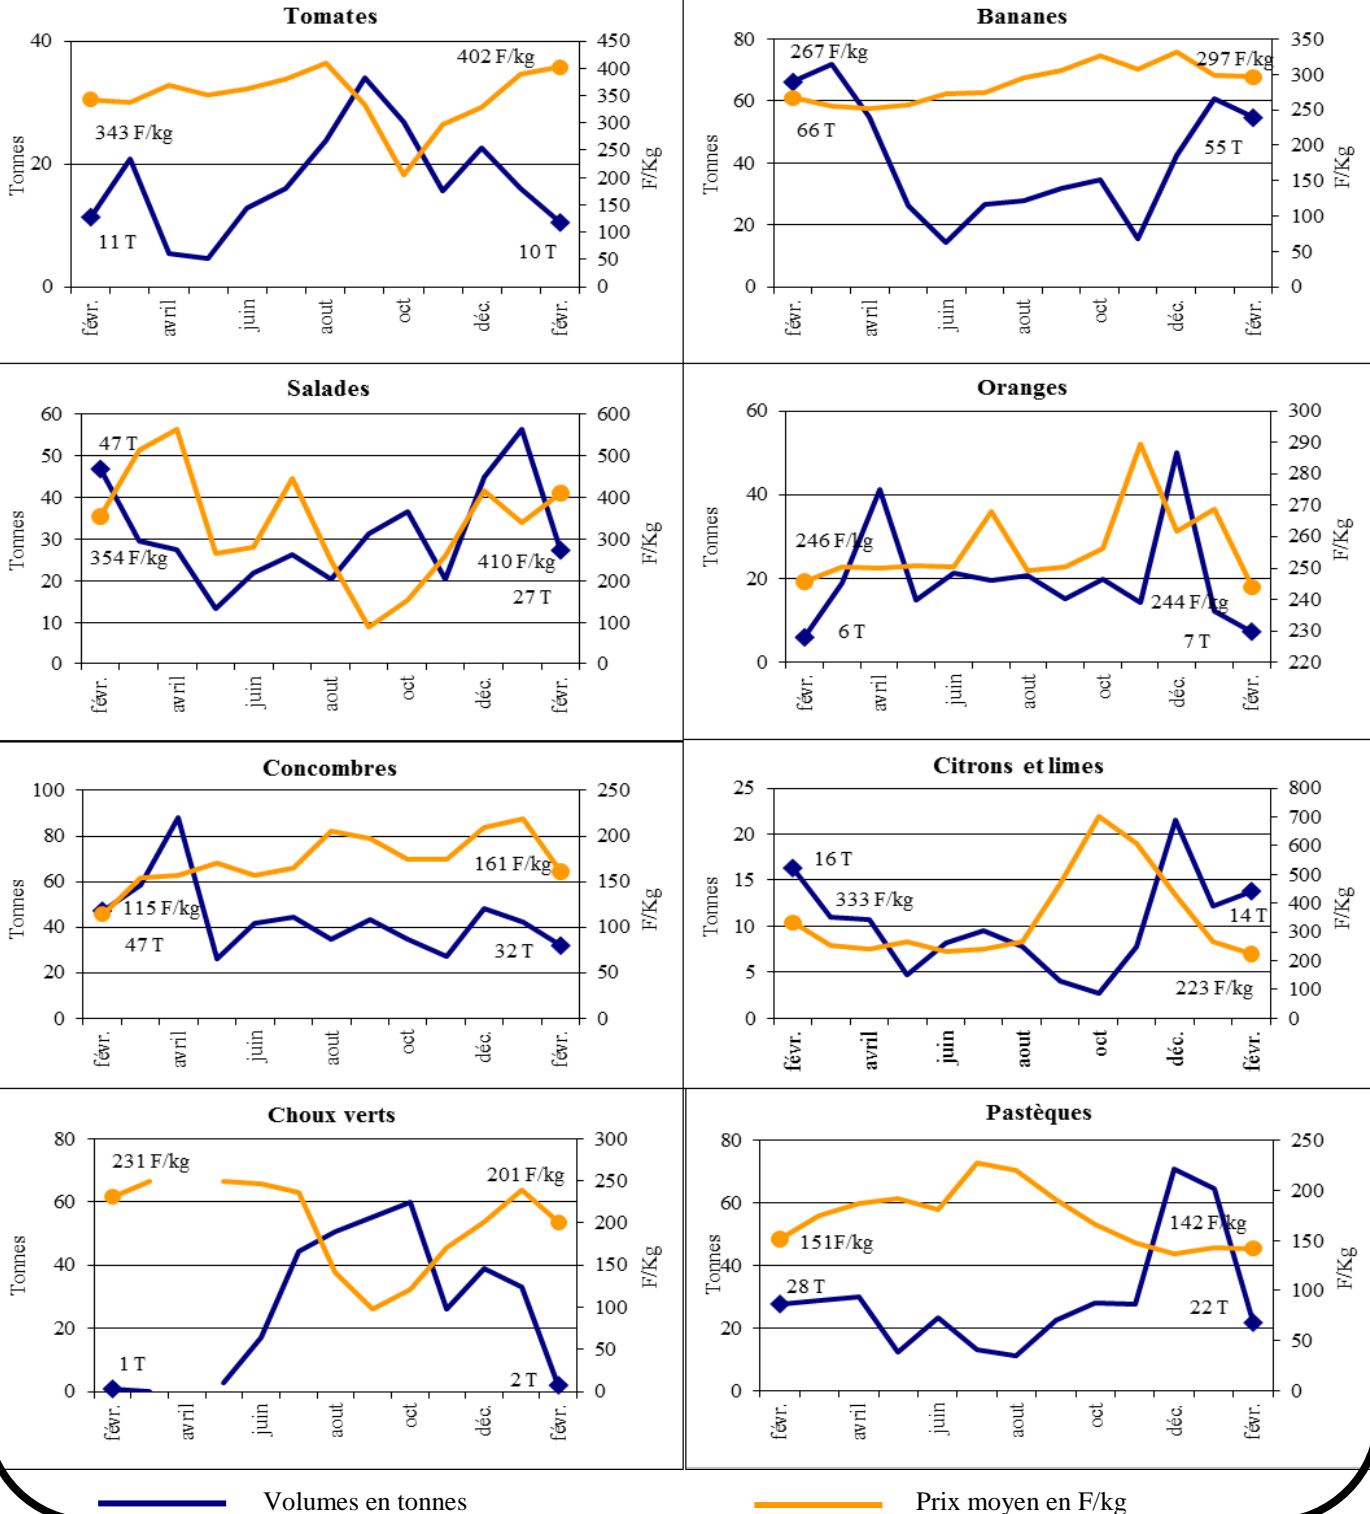 Tomates
40
20
0
Tonnes
450
400
350
300
250
200
150
100
50
0
F/Kg
402 F/kg
343 F/kg
11 T
10 T
févr.
avril
juin
aout
oct
déc.
févr.
Bananes
80
60
40
20
0
Tonnes
350
300
250
200
150
100
50
0
F/Kg
267 F/kg
297 F/kg
66 T
55 T
févr.
avril
juin
aout
oct
déc.
févr.
Salades
60
50
40
30
20
10
0
Tonnes
600
500
400
300
200
100
0
F/Kg
47 T
354 F/kg
410 F/kg
27 T
févr.
avril
juin
aout
oct
déc.
févr.
Oranges
60
40
20
0
Tonnes
300
290
280
270
260
250
240
230
220
F/Kg
246 F/kg
244 F/kg
6 T
7 T
févr.
avril
juin
aout
oct
déc.
févr.
Concombres
100
80
60
40
20
0
Tonnes
250
200
150
100
50
0
F/Kg
161 F/kg
115 F/kg
47 T
32 T
févr.
avril
juin
aout
oct
déc.
févr.
Citrons et limes
25
20
15
10
5
0
Tonnes
800
700
600
500
400
300
200
100
0
F/Kg
16 T
333 F/kg
14 T
223 F/kg
févr.
avril
juin
aout
oct
déc.
févr.
Choux verts
80
60
40
20
0
Tonnes
300
250
200
150
100
50
0
F/Kg
231 F/kg
201 F/kg
1 T
2 T
févr.
avril
juin
aout
oct
déc.
févr.
Pastèques
80
60
40
20
0
Tonnes
250
200
150
100
50
0
F/Kg
151F/kg
142 F/kg
28 T
22 T
févr.
avril
juin
aout
oct
déc.
févr.
Volumes en tonnes
Prix moyen en F/kg